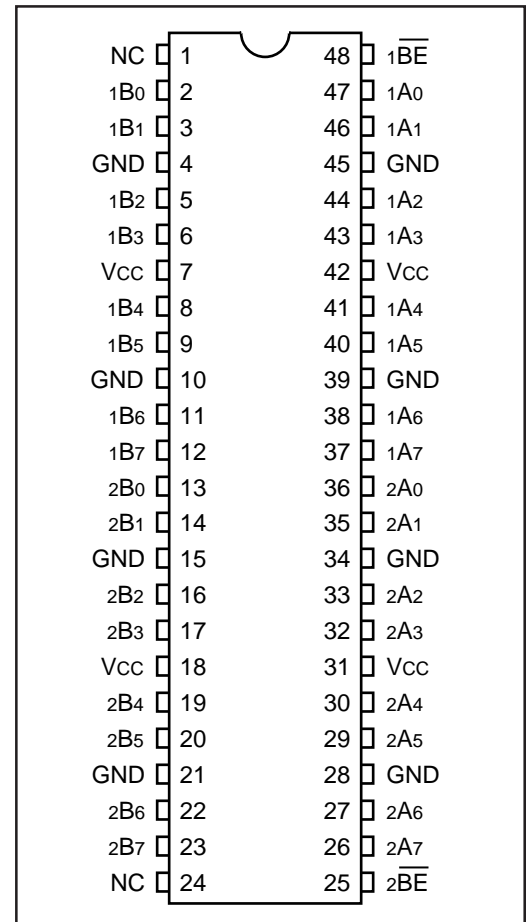 NC 1 48 1B̅E̅
1B0 2 47 1A0
1B1 3 46 1A1
GND 4 45 GND
1B2 5 44 1A2
1B3 6 43 1A3
VCC 7 42 VCC
1B4 8 41 1A4
1B5 9 40 1A5
GND 10 39 GND
1B6 11 38 1A6
1B7 12 37 1A7
2B0 13 36 2A0
2B1 14 35 2A1
GND 15 34 GND
2B2 16 33 2A2
2B3 17 32 2A3
VCC 18 31 VCC
2B4 19 30 2A4
2B5 20 29 2A5
GND 21 28 GND
2B6 22 27 2A6
2B7 23 26 2A7
NC 24 25 2B̅E̅